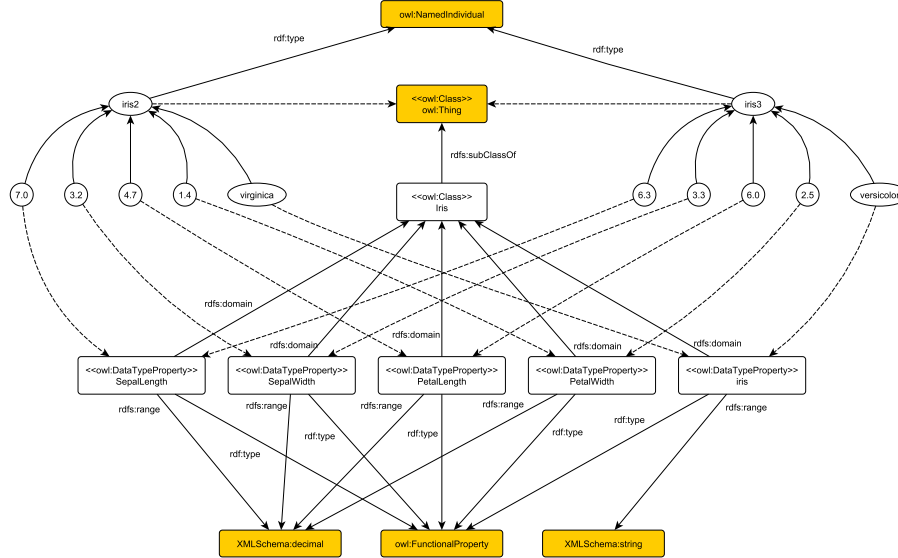 owl:NamedIndividual
rdf:type
rdf:type
iris2
<<owl:Class>>
owl:Thing
iris3
rdfs:subClassOf
7.0
3.2
4.7
1.4
virginica
<<owl:Class>>
Iris
6.3
3.3
6.0
2.5
versicolor
rdfs:domain
rdfs:domain
rdfs:domain
rdfs:domain
rdfs:domain
<<owl:DataTypeProperty>>
SepalLength
<<owl:DataTypeProperty>>
SepalWidth
<<owl:DataTypeProperty>>
PetalLength
<<owl:DataTypeProperty>>
PetalWidth
<<owl:DataTypeProperty>>
iris
rdfs:range
rdfs:range
rdfs:range
rdfs:range
rdfs:range
rdf:type
rdf:type
rdf:type
rdf:type
rdf:type
XMLSchema:decimal
owl:FunctionalProperty
XMLSchema:string